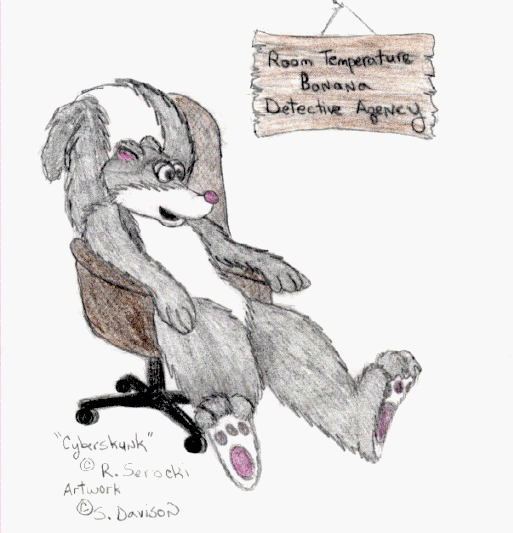 Room Temperature
Banana
Detective Agency
"Cyberskunk"
© R. Serocki
Artwork
© S. Davison